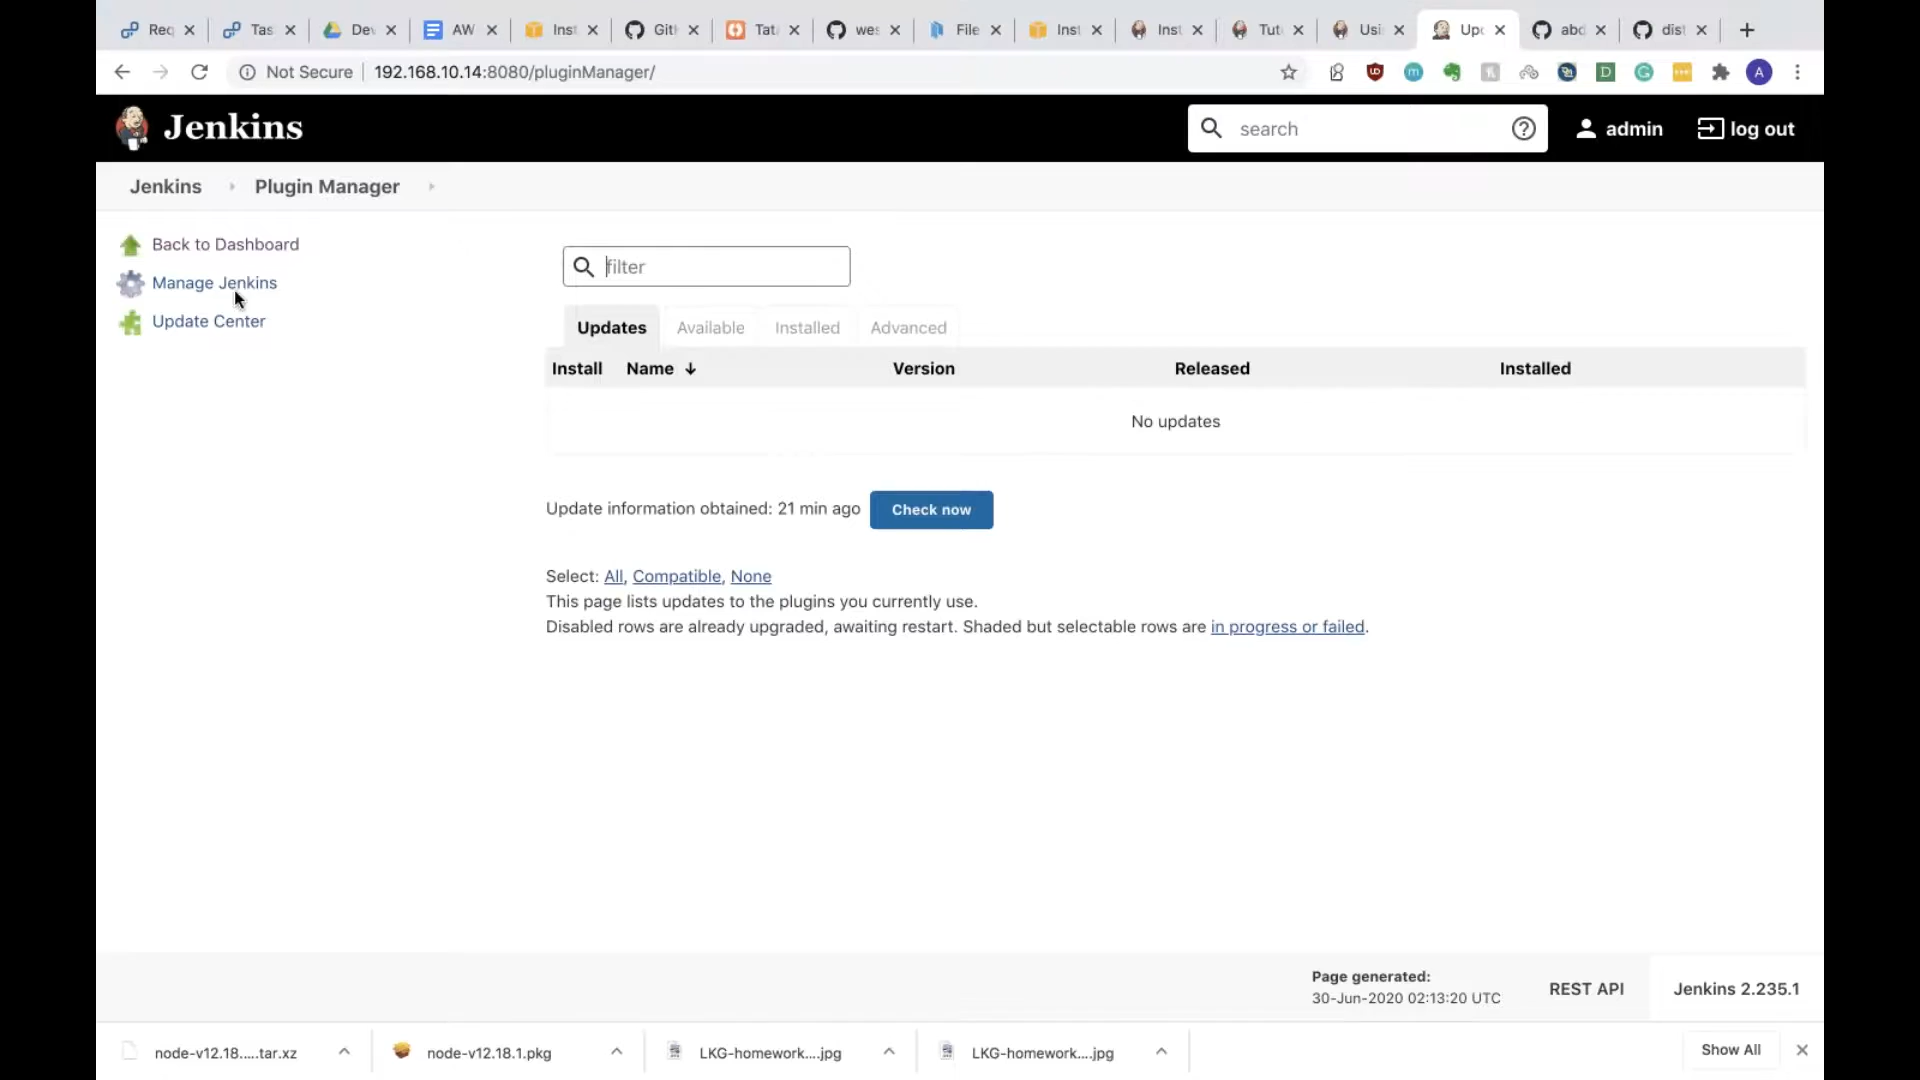 Req Tas Dev AW Inst Gith Tata wes File Inst Inst Tuto Usi Upd abd dist
Not Secure 192.168.10.14:8080/pluginManager/
Jenkins search admin log out
Jenkins Plugin Manager
Back to Dashboard
Manage Jenkins
Update Center
filter
Updates Available Installed Advanced
Install Name ↓ Version Released Installed
No updates
Update information obtained: 21 min ago Check now
Select: All, Compatible, None
This page lists updates to the plugins you currently use.
Disabled rows are already upgraded, awaiting restart. Shaded but selectable rows are in progress or failed.
Page generated:
30-Jun-2020 02:13:20 UTC
REST API Jenkins 2.235.1
node-v12.18.....tar.xz node-v12.18.1.pkg LKG-homework....jpg LKG-homework....jpg Show All